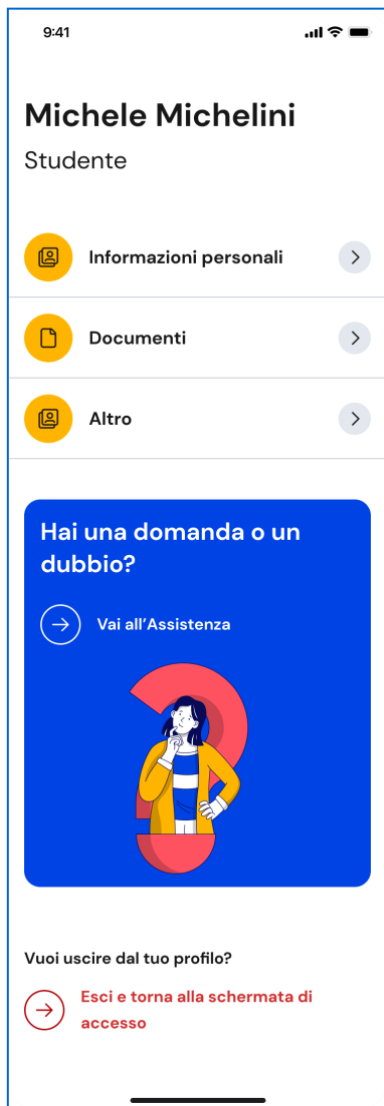 9:41
Michele Michelini
Studente
Informazioni personali
Documenti
Altro
Hai una domanda o un
dubbio?
Vai all’Assistenza
Vuoi uscire dal tuo profilo?
Esci e torna alla schermata di
accesso